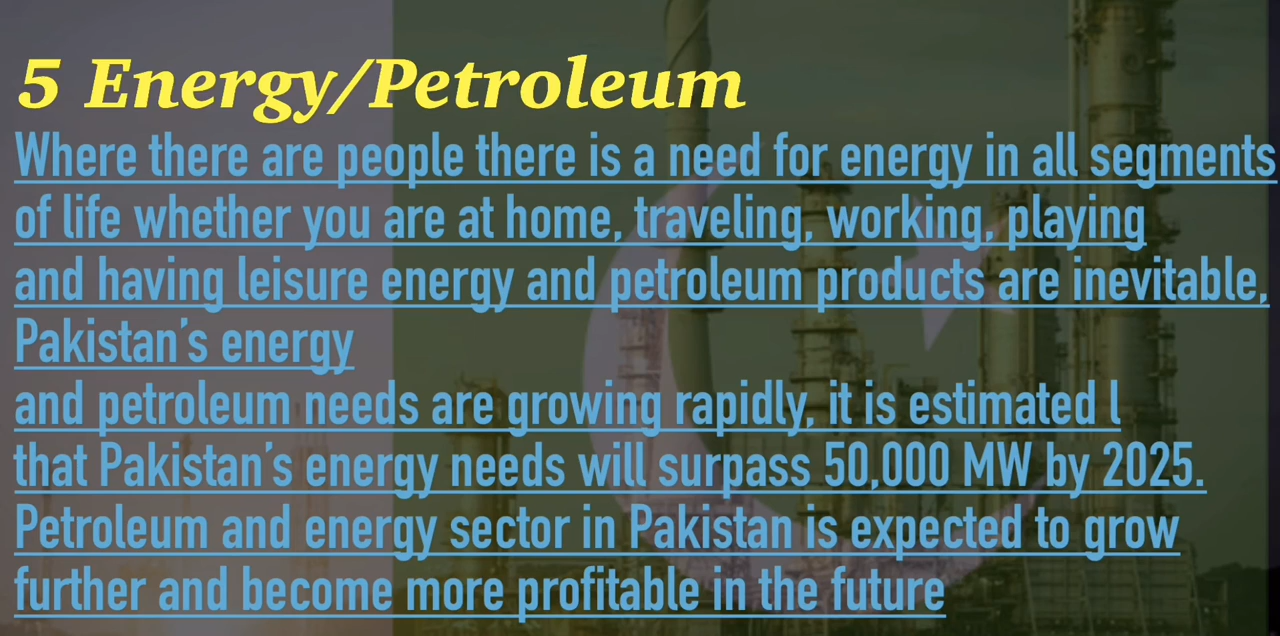 5 Energy/Petroleum
Where there are people there is a need for energy in all segments
of life whether you are at home, traveling, working, playing
and having leisure energy and petroleum products are inevitable,
Pakistan’s energy
and petroleum needs are growing rapidly, it is estimated l
that Pakistan’s energy needs will surpass 50,000 MW by 2025.
Petroleum and energy sector in Pakistan is expected to grow
further and become more profitable in the future